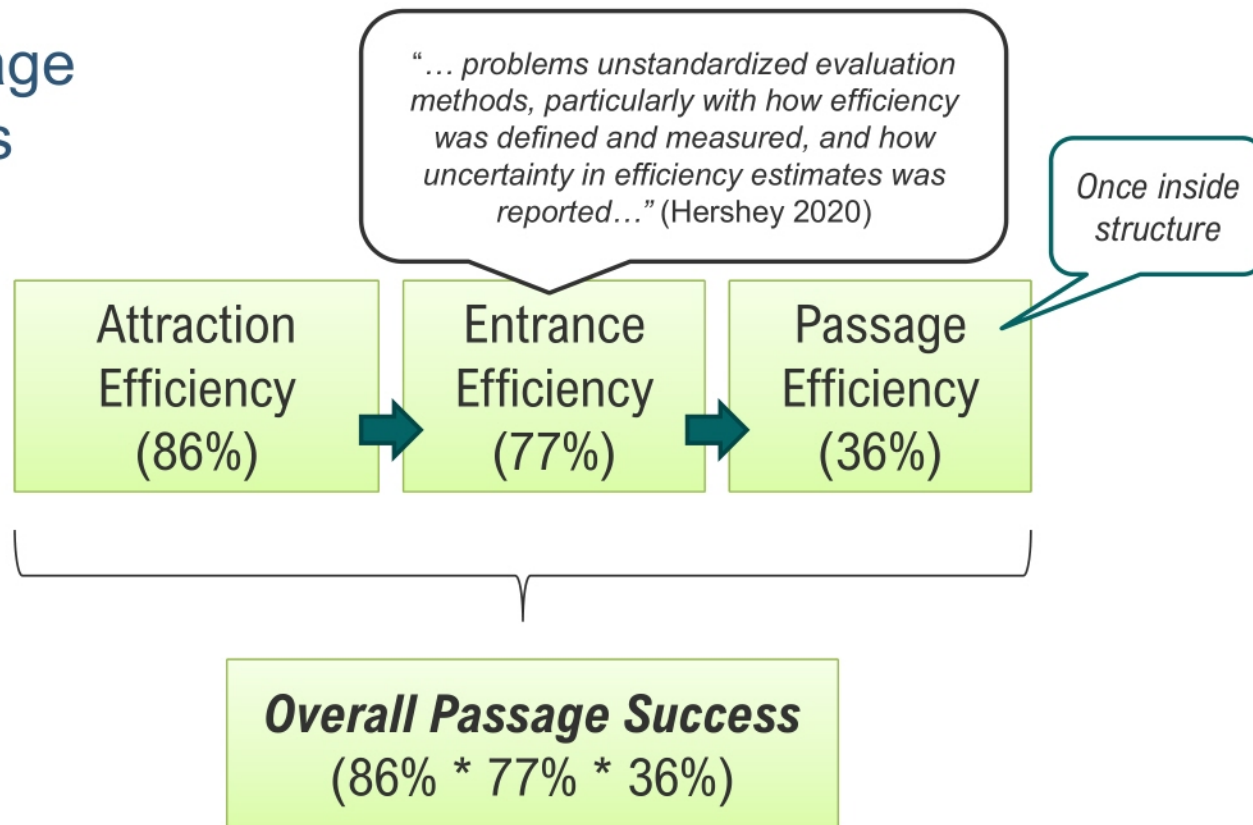 “… problems unstandardized evaluation
methods, particularly with how efficiency
was defined and measured, and how
uncertainty in efficiency estimates was
reported…” (Hershey 2020)
Once inside
structure
Attraction
Efficiency
(86%)
Entrance
Efficiency
(77%)
Passage
Efficiency
(36%)
Overall Passage Success
(86% * 77% * 36%)